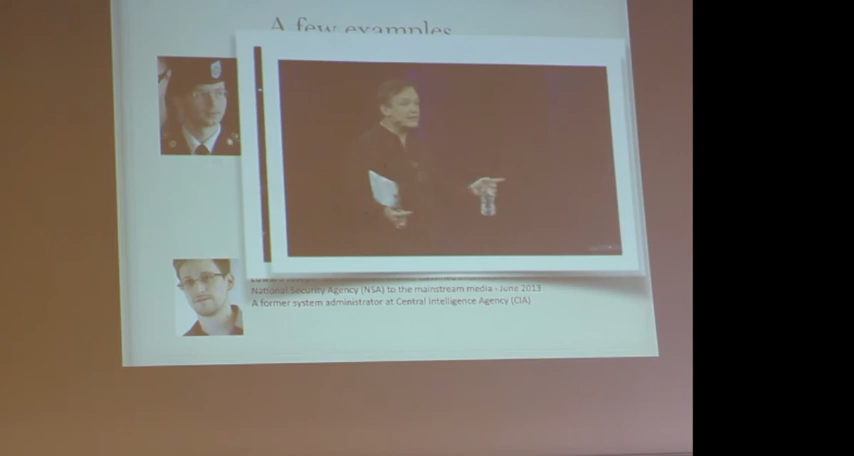 A few examples
National Security Agency (NSA) to the mainstream media - June 2013
A former system administrator at Central Intelligence Agency (CIA)